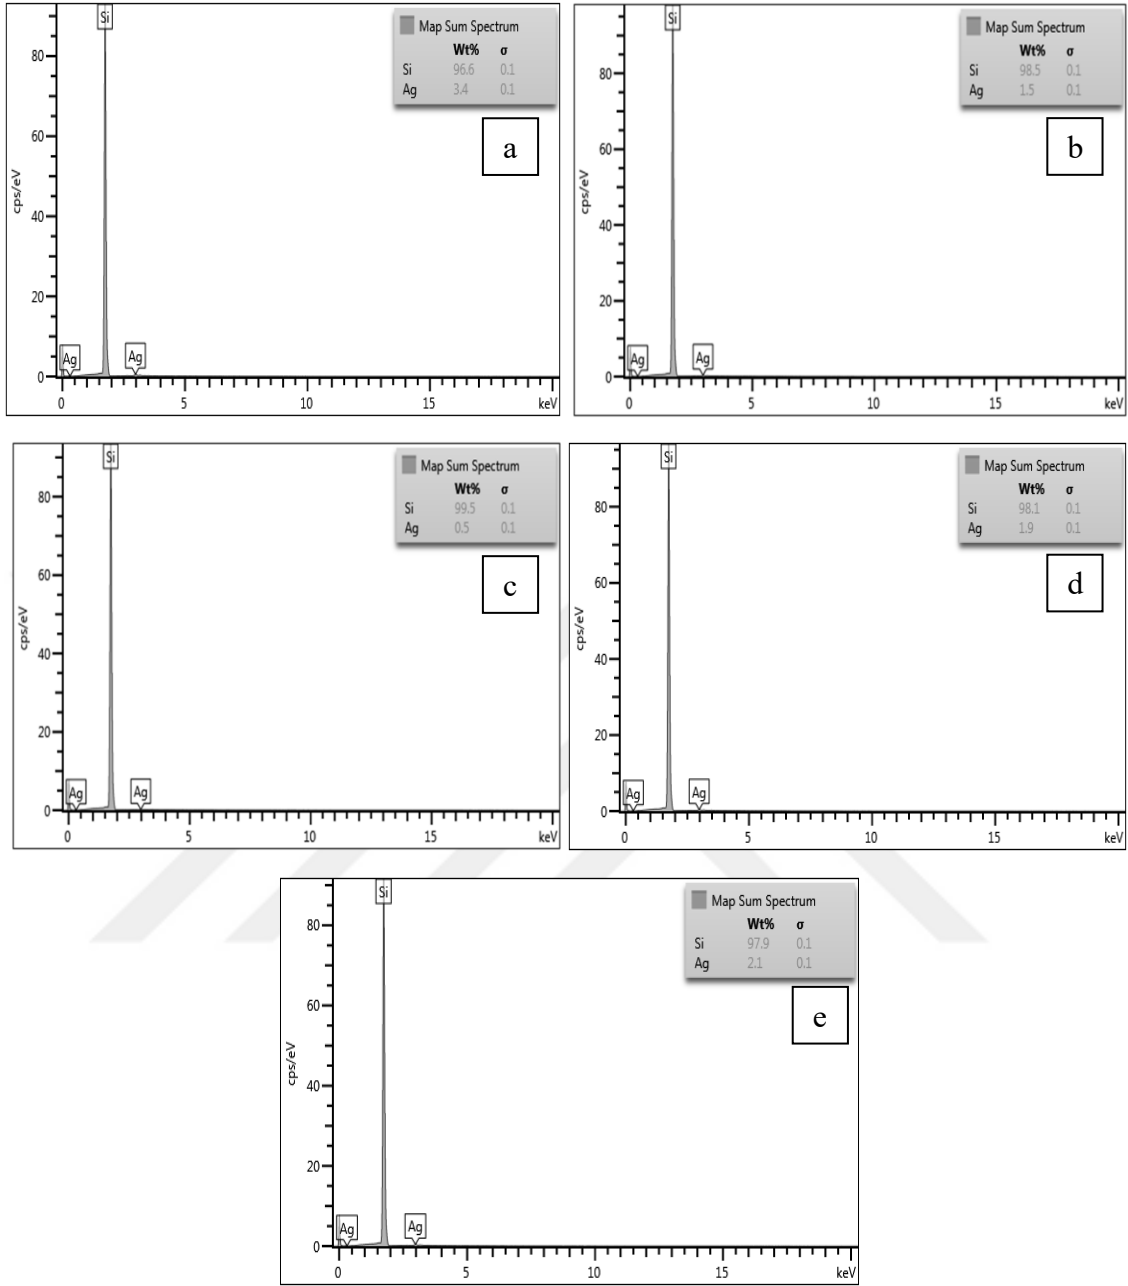 Si
Map Sum Spectrum
Wt% σ
Si 96.6 0.1
Ag 3.4 0.1
a
80
60
40
20
0
cps/eV
Ag
Ag
0 5 10 15 keV
Si
Map Sum Spectrum
Wt% σ
Si 98.5 0.1
Ag 1.5 0.1
b
80
60
40
20
0
cps/eV
Ag
Ag
0 5 10 15 keV
Si
Map Sum Spectrum
Wt% σ
Si 99.5 0.1
Ag 0.5 0.1
c
80
60
40
20
0
cps/eV
Ag
Ag
0 5 10 15 keV
Si
Map Sum Spectrum
Wt% σ
Si 98.1 0.1
Ag 1.9 0.1
d
80
60
40
20
0
cps/eV
Ag
Ag
0 5 10 15 keV
Si
Map Sum Spectrum
Wt% σ
Si 97.9 0.1
Ag 2.1 0.1
e
80
60
40
20
0
cps/eV
Ag
Ag
0 5 10 15 keV